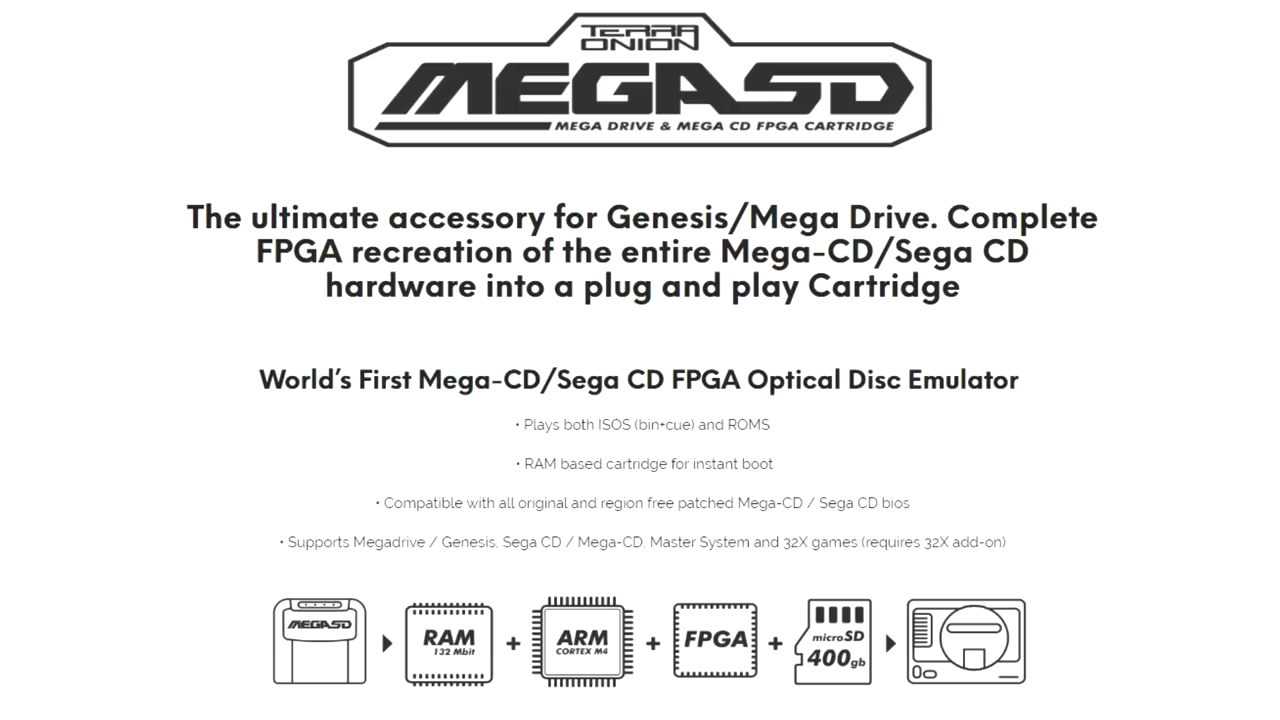 TERRA
ONION
MEGASD
MEGA DRIVE & MEGA CD FPGA CARTRIDGE
The ultimate accessory for Genesis/Mega Drive. Complete
FPGA recreation of the entire Mega-CD/Sega CD
hardware into a plug and play Cartridge
World's First Mega-CD/Sega CD FPGA Optical Disc Emulator
• Plays both ISOS (bin+cue) and ROMS
• RAM based cartridge for instant boot
• Compatible with all original and region free patched Mega-CD / Sega CD bios
• Supports Megadrive / Genesis, Sega CD / Mega-CD, Master System and 32X games (requires 32X add-on)
MEGASD
RAM
132 Mbit
+
ARM
CORTEX M4
+
FPGA
+
microSD
400gb